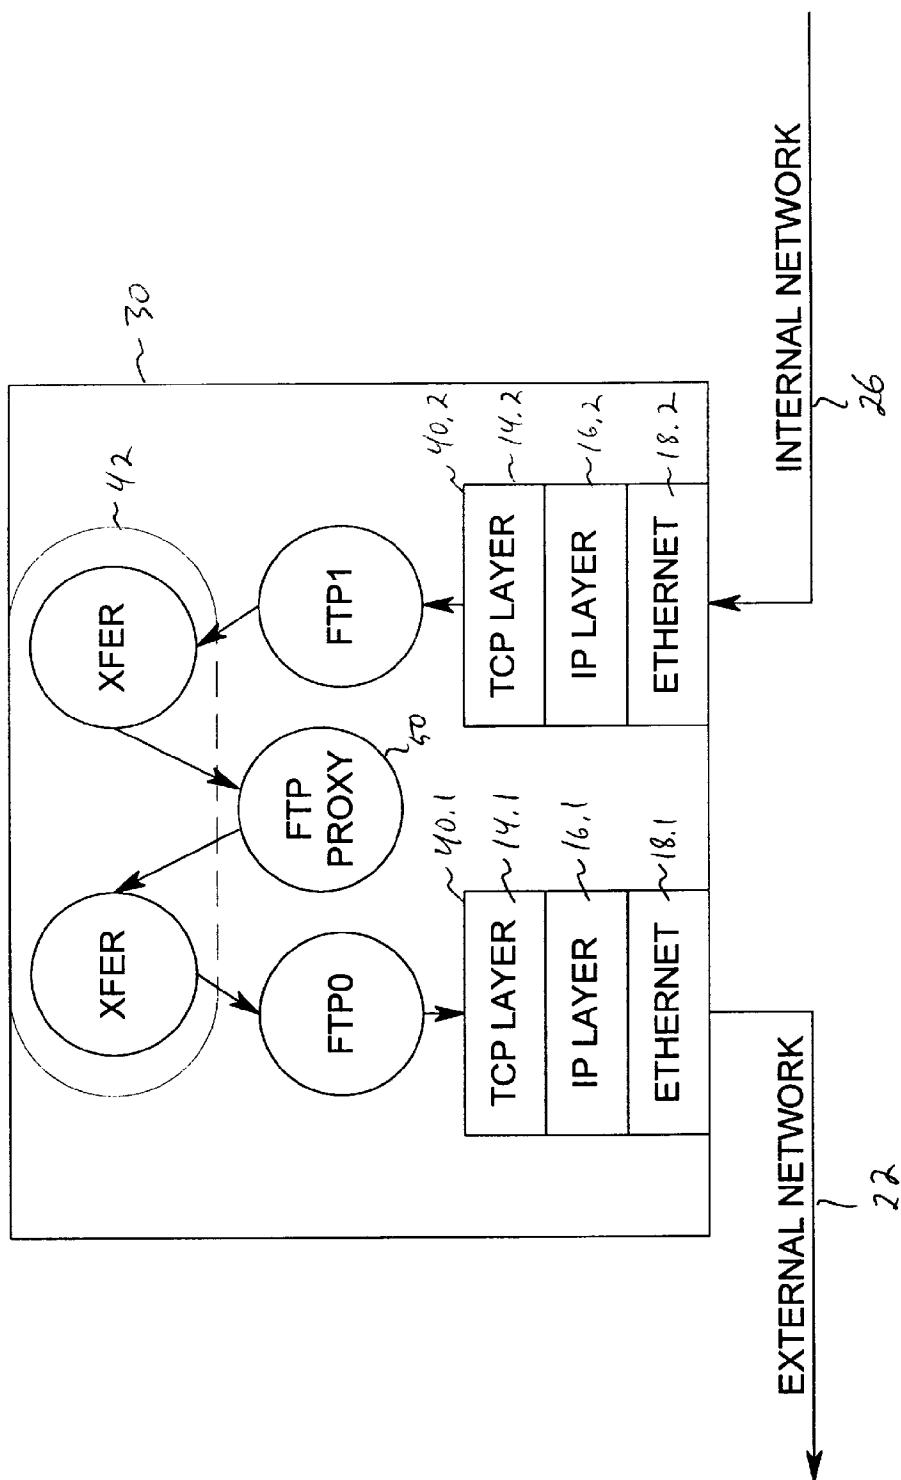 30
42
XFER
XFER
FTP
PROXY
50
FTP0
FTP1
40.1
TCP LAYER
14.1
IP LAYER
16.1
ETHERNET
18.1
40.2
TCP LAYER
14.2
IP LAYER
16.2
ETHERNET
18.2
EXTERNAL NETWORK
22
INTERNAL NETWORK
26